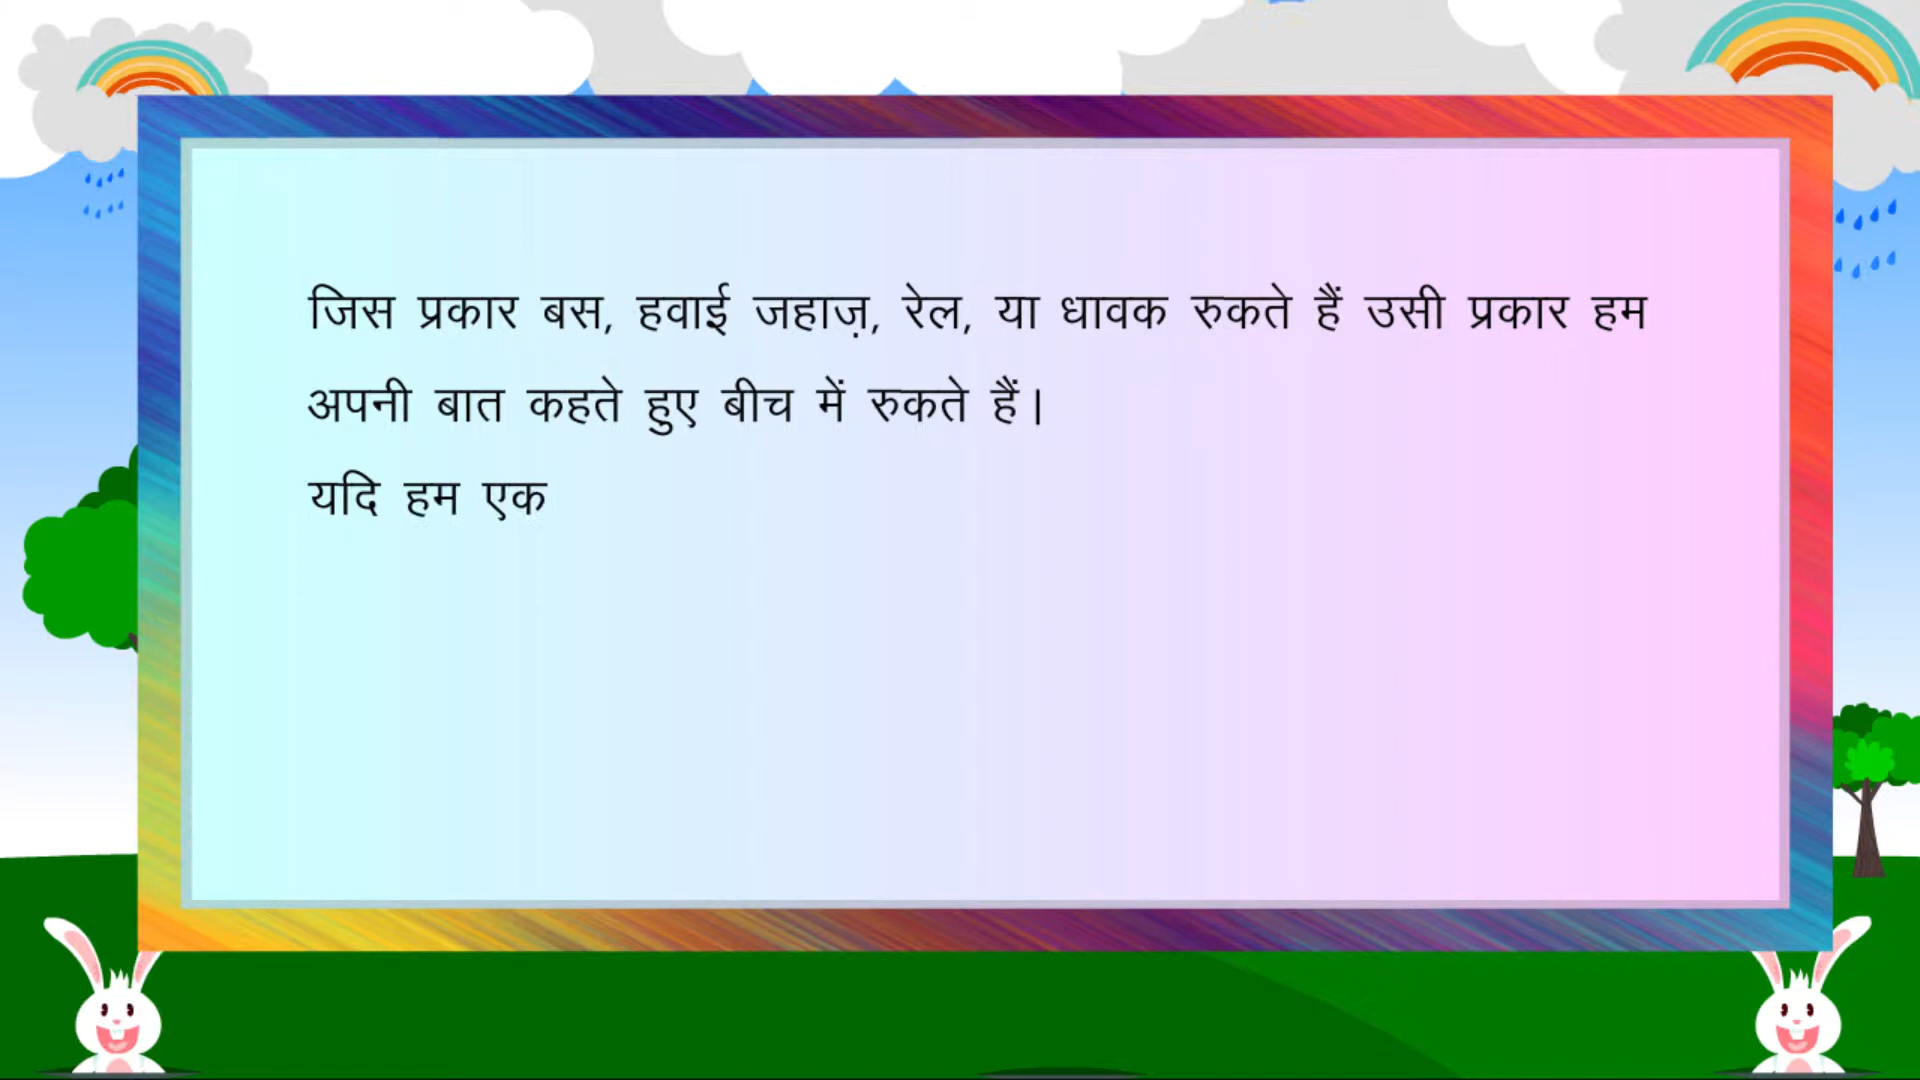 जिस प्रकार बस, हवाई जहाज़, रेल, या धावक रुकते हैं उसी प्रकार हम
अपनी बात कहते हुए बीच में रुकते हैं।
यदि हम एक